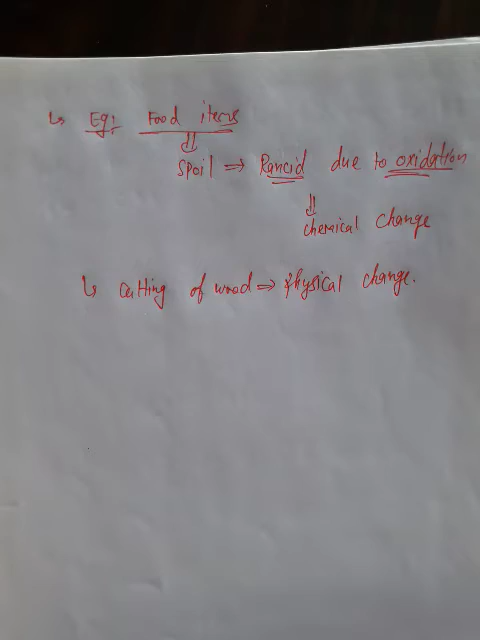 ↳ Eg: Food items
⇓
Spoil ⇒ Rancid due to oxidation
⇓
chemical change
↳ Cutting of wood ⇒ Physical change.